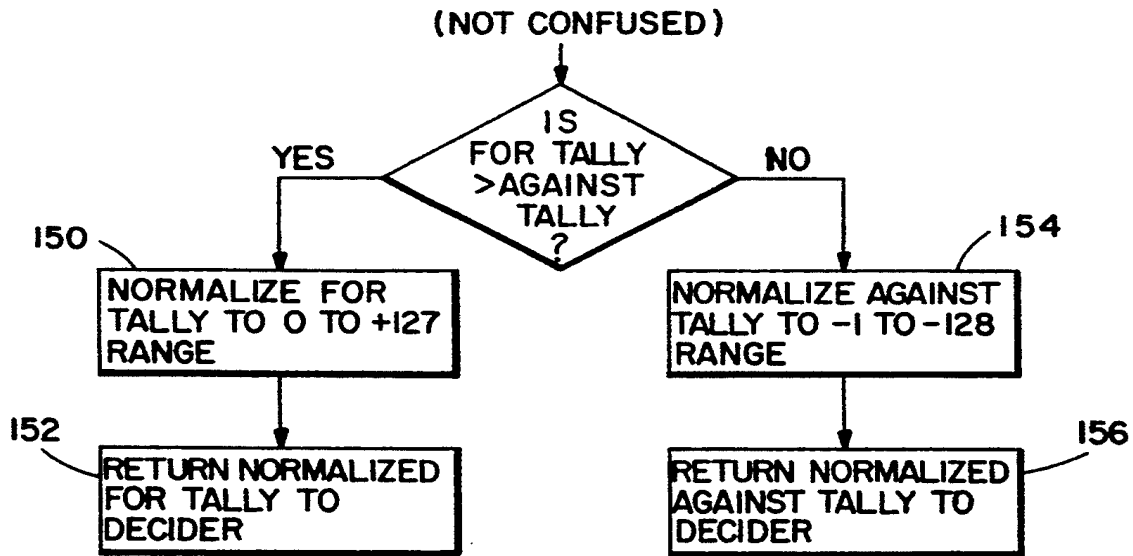 (NOT CONFUSED)
IS
FOR TALLY
>AGAINST
TALLY
?
YES
NO
150
NORMALIZE FOR
TALLY TO 0 TO +127
RANGE
154
NORMALIZE AGAINST
TALLY TO -1 TO -128
RANGE
152
RETURN NORMALIZED
FOR TALLY TO
DECIDER
156
RETURN NORMALIZED
AGAINST TALLY TO
DECIDER